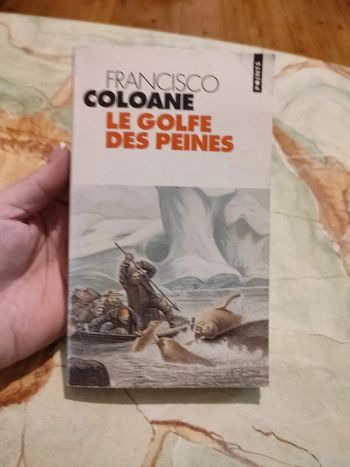 FRANCISCO
COLOANE
LE GOLFE
DES PEINES
POINTS